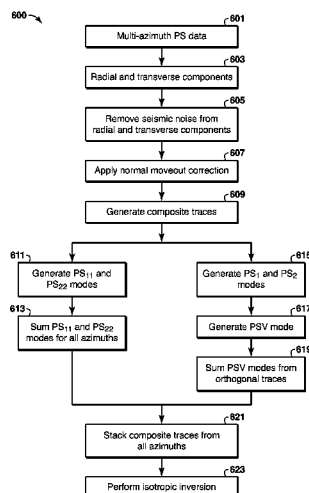 600
601
Multi-azimuth PS data
603
Radial and transverse components
605
Remove seismic noise from
radial and transverse components
607
Apply normal moveout correction
609
Generate composite traces
611
Generate PS11 and
PS22 modes
613
Sum PS11 and PS22
modes for all azimuths
615
Generate PS1 and PS2
modes
617
Generate PSV mode
619
Sum PSV modes from
orthogonal traces
621
Stack composite traces from
all azimuths
623
Perform isotropic inversion